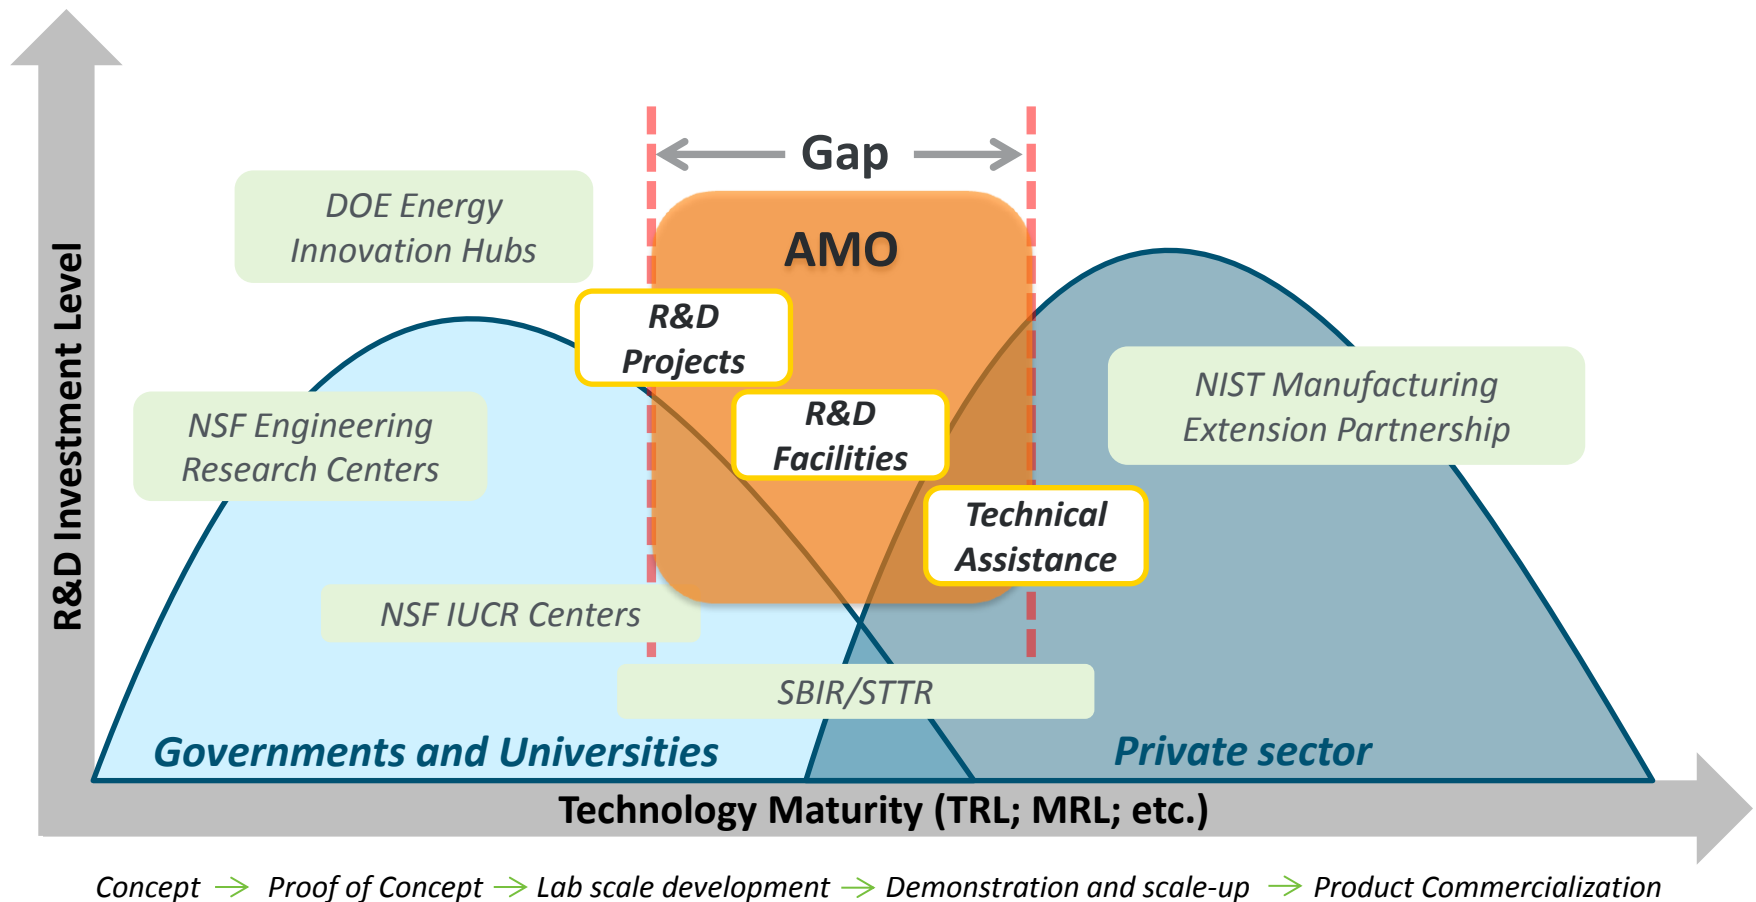 Gap
DOE Energy
Innovation Hubs
AMO
R&D
Projects
NSF Engineering
Research Centers
R&D
Facilities
NIST Manufacturing
Extension Partnership
Technical
Assistance
NSF IUCR Centers
SBIR/STTR
Governments and Universities
Private sector
R&D Investment Level
Technology Maturity (TRL; MRL; etc.)
Concept → Proof of Concept → Lab scale development → Demonstration and scale-up → Product Commercialization